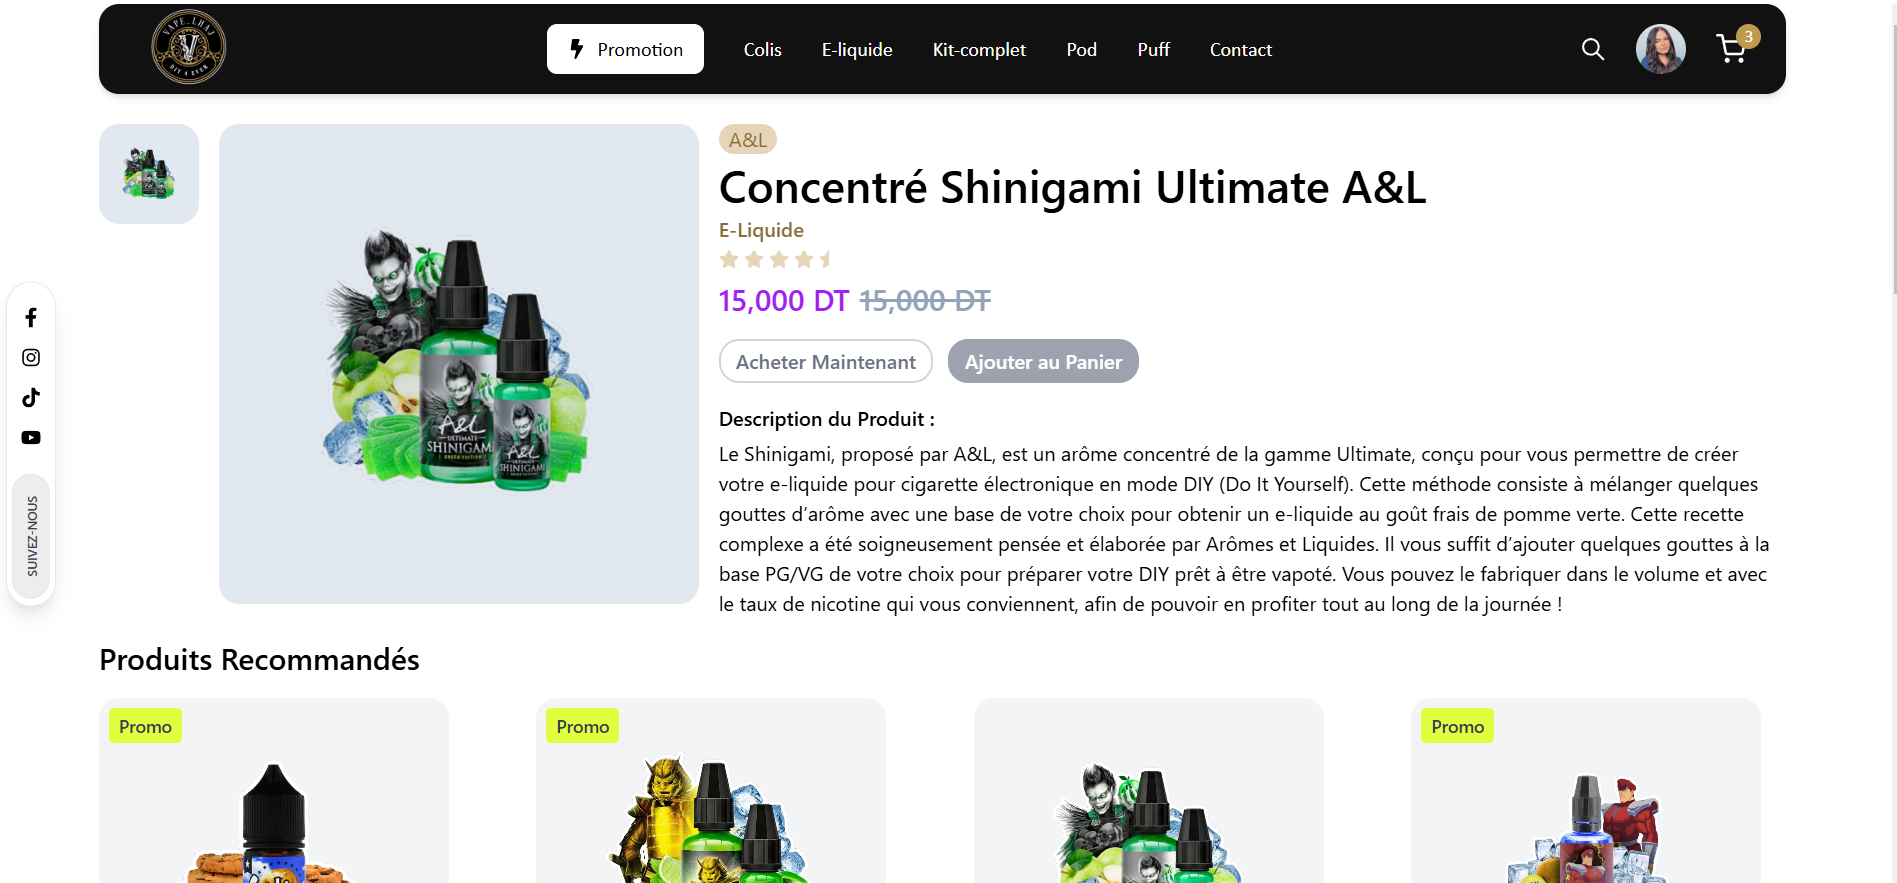 VAPE_LHAJ
DIY 4 EVER
Promotion
Colis
E-liquide
Kit-complet
Pod
Puff
Contact
3
A&L
Concentré Shinigami Ultimate A&L
E-Liquide
15,000 DT 15,000 DT
Acheter Maintenant
Ajouter au Panier
A&L
ULTIMATE
SHINIGAMI
GREEN EDITION
A&L
ULTIMATE
SHINIGAMI
Description du Produit :
Le Shinigami, proposé par A&L, est un arôme concentré de la gamme Ultimate, conçu pour vous permettre de créer
votre e-liquide pour cigarette électronique en mode DIY (Do It Yourself). Cette méthode consiste à mélanger quelques
gouttes d’arôme avec une base de votre choix pour obtenir un e-liquide au goût frais de pomme verte. Cette recette
complexe a été soigneusement pensée et élaborée par Arômes et Liquides. Il vous suffit d’ajouter quelques gouttes à la
base PG/VG de votre choix pour préparer votre DIY prêt à être vapoté. Vous pouvez le fabriquer dans le volume et avec
le taux de nicotine qui vous conviennent, afin de pouvoir en profiter tout au long de la journée !
SUIVEZ-NOUS
Produits Recommandés
Promo
Promo
Promo